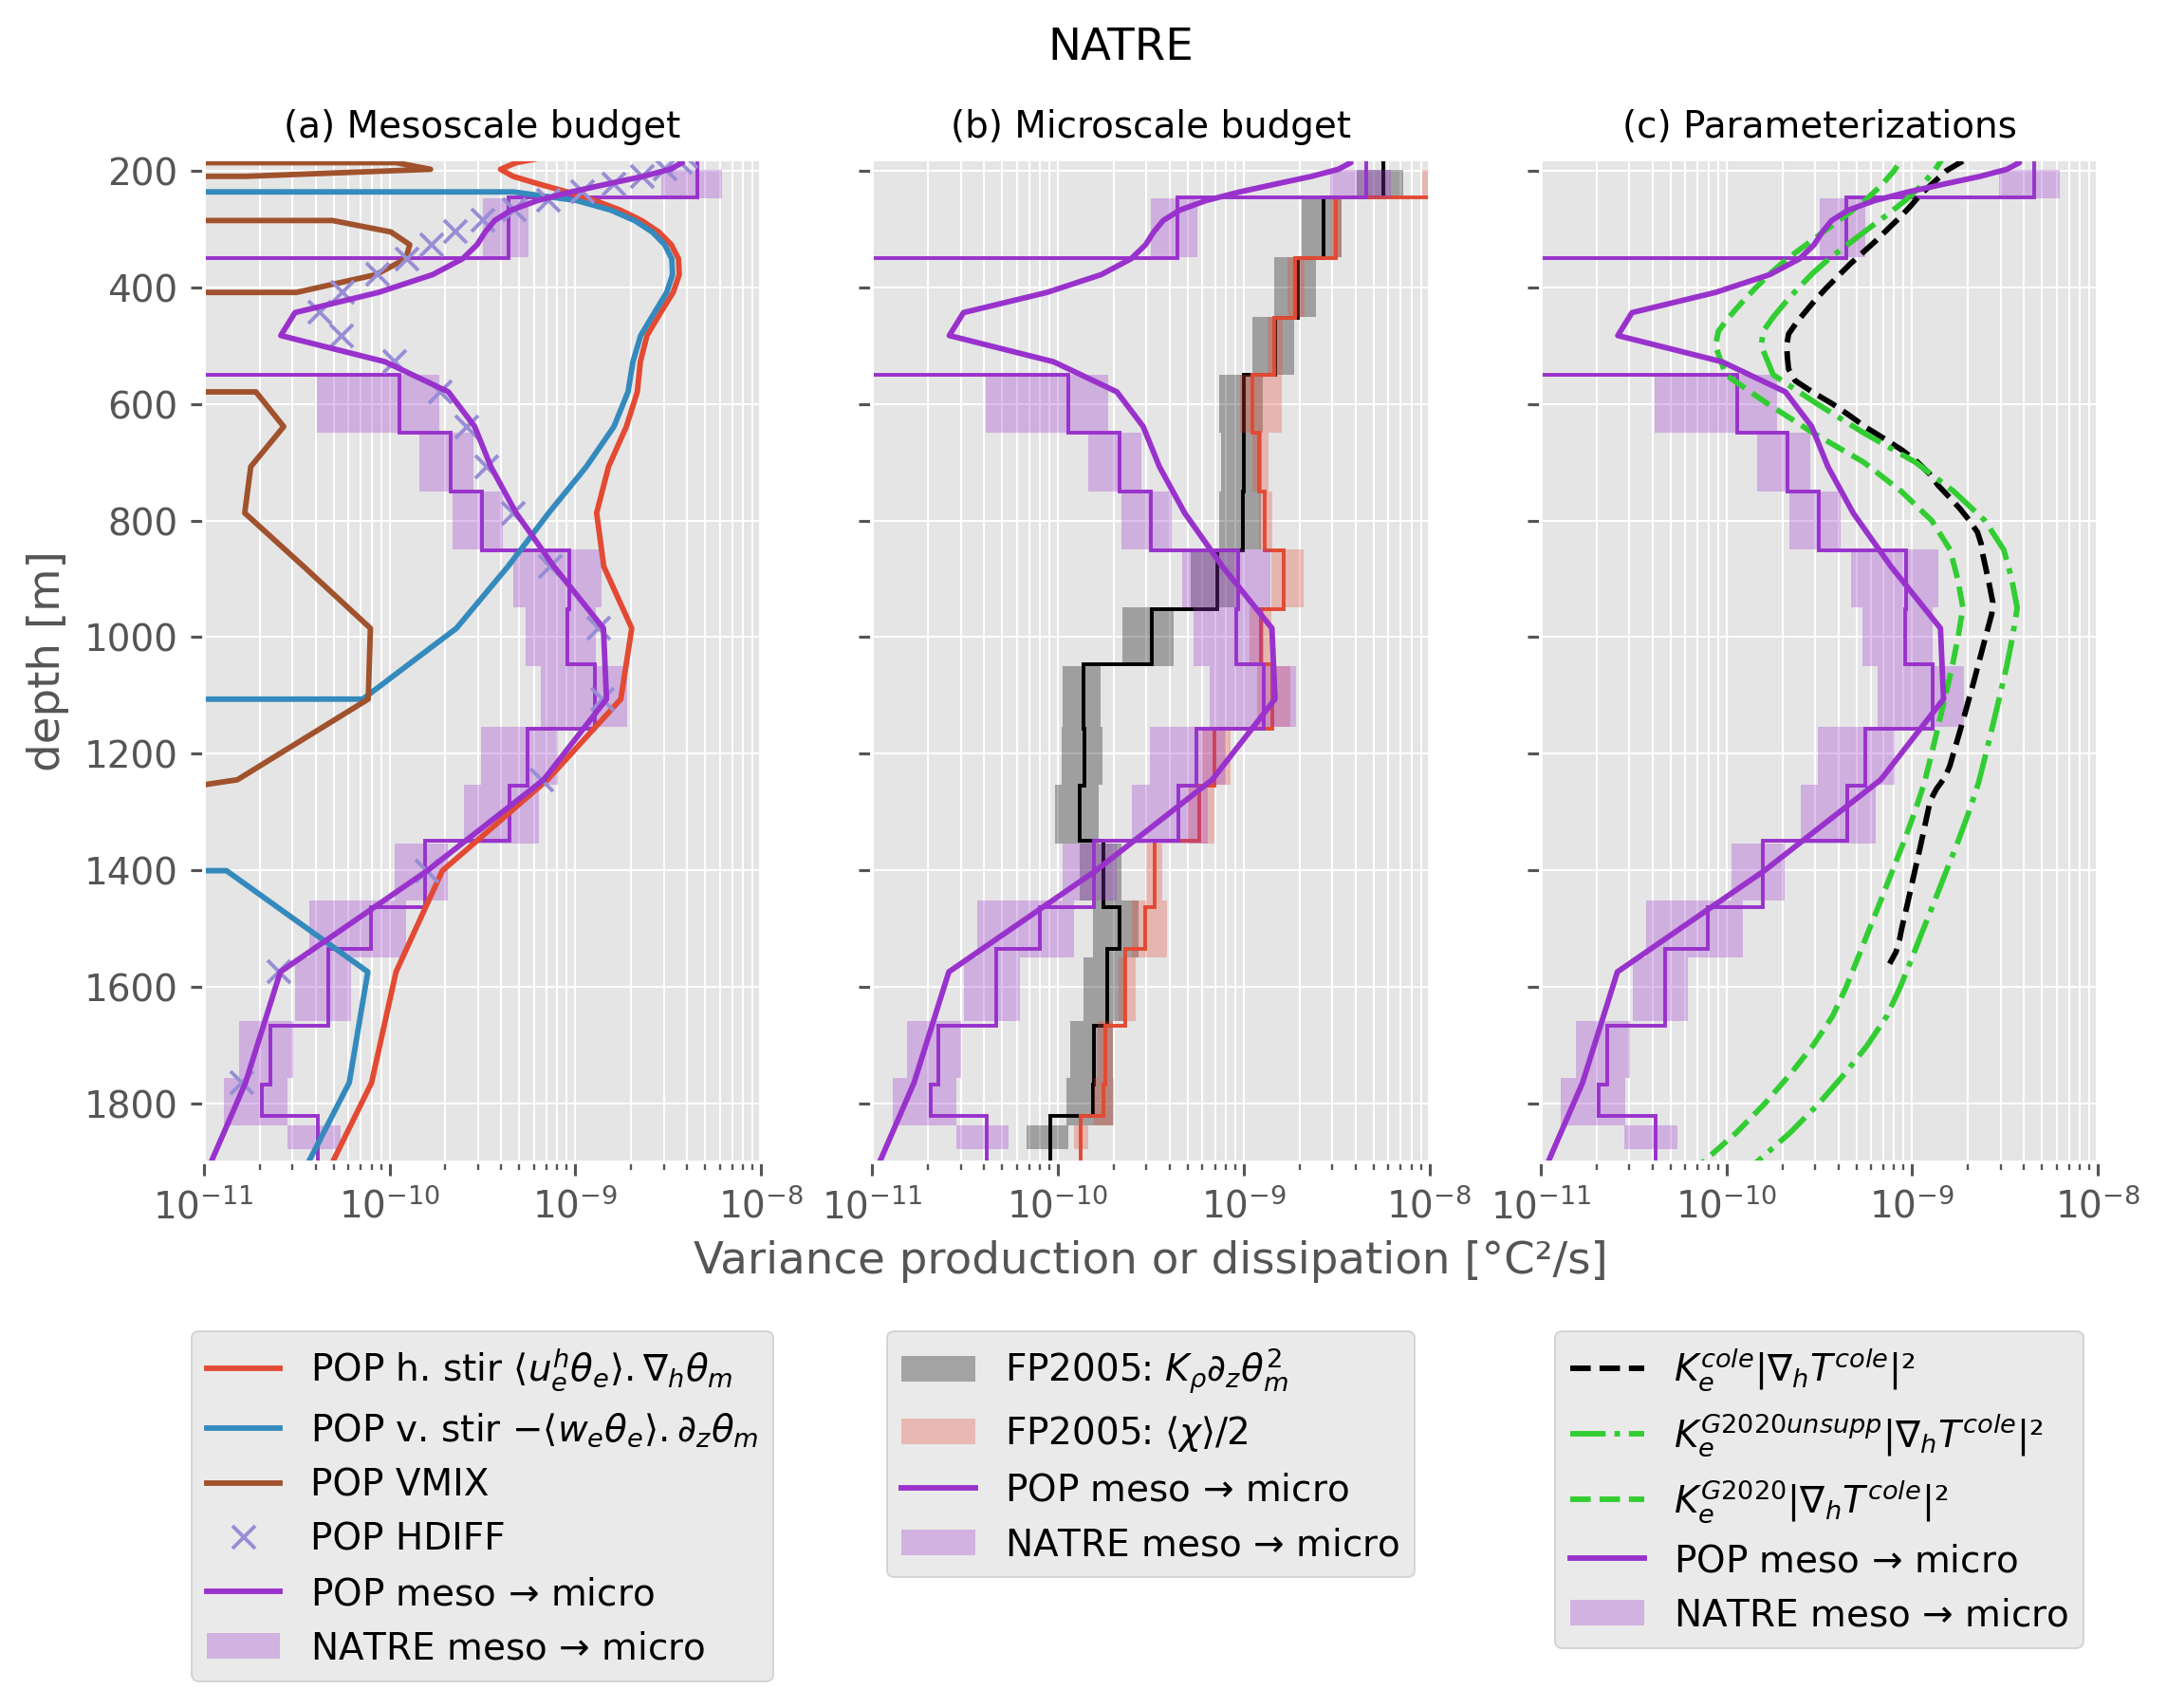 NATRE
(a) Mesoscale budget
(b) Microscale budget
(c) Parameterizations
depth [m]
200
400
600
800
1000
1200
1400
1600
1800
10⁻¹¹ 10⁻¹⁰ 10⁻⁹ 10⁻⁸
10⁻¹¹ 10⁻¹⁰ 10⁻⁹ 10⁻⁸
10⁻¹¹ 10⁻¹⁰ 10⁻⁹ 10⁻⁸
Variance production or dissipation [°C²/s]
POP h. stir ⟨u_e^h θ_e⟩. ∇_h θ_m
POP v. stir −⟨w_e θ_e⟩. ∂_z θ_m
POP VMIX
POP HDIFF
POP meso → micro
NATRE meso → micro
FP2005: K_ρ ∂_z θ_m^2
FP2005: ⟨χ⟩/2
POP meso → micro
NATRE meso → micro
K_e^{cole}|∇_h T^{cole}|²
K_e^{G2020unsupp}|∇_h T^{cole}|²
K_e^{G2020}|∇_h T^{cole}|²
POP meso → micro
NATRE meso → micro